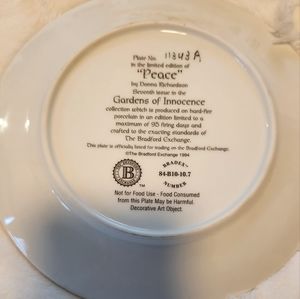 Plate No. 11343 A
in the limited edition of
"Peace"
by Donna Richardson
Seventh issue in the
Gardens of Innocence
collection which is produced on hard-fire
porcelain in an edition limited to a
maximum of 95 firing days and
crafted to the exacting standards of
The Bradford Exchange.
This plate is officially listed for trading on the Bradford Exchange.
©The Bradford Exchange 1994
B
™
BRADEX™
84-B10-10.7
NUMBER
Not for Food Use - Food Consumed
from this Plate May be Harmful.
Decorative Art Object.